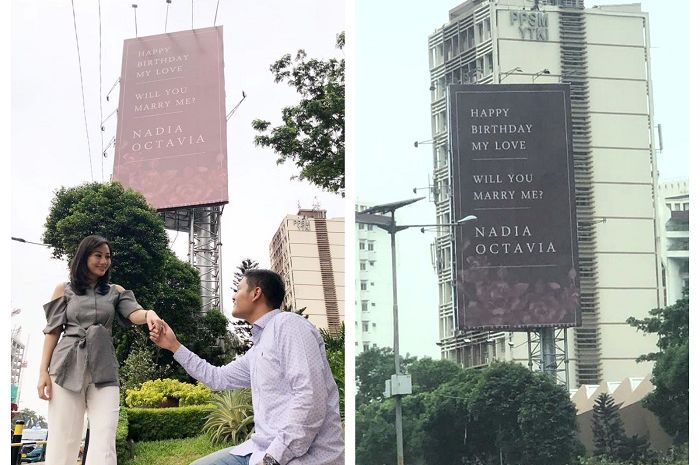 HAPPY
BIRTHDAY
MY LOVE
WILL YOU
MARRY ME?
NADIA
OCTAVIA
PPSM
YTKI
HAPPY
BIRTHDAY
MY LOVE
WILL YOU
MARRY ME?
NADIA
OCTAVIA